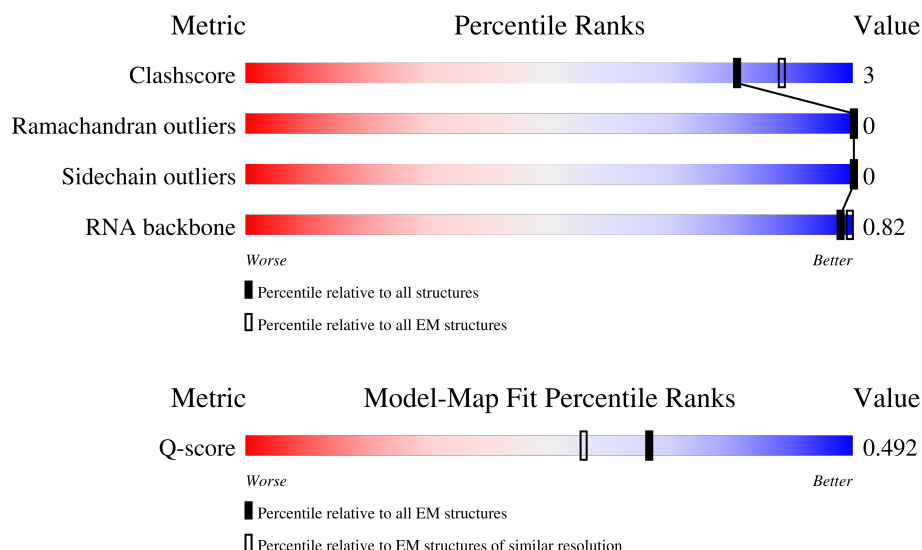 Metric Percentile Ranks Value
Clashscore 3
Ramachandran outliers 0
Sidechain outliers 0
RNA backbone 0.82
Worse Better
Percentile relative to all structures
Percentile relative to all EM structures
Metric Model-Map Fit Percentile Ranks Value
Q-score 0.492
Worse Better
Percentile relative to all EM structures
Percentile relative to EM structures of similar resolution